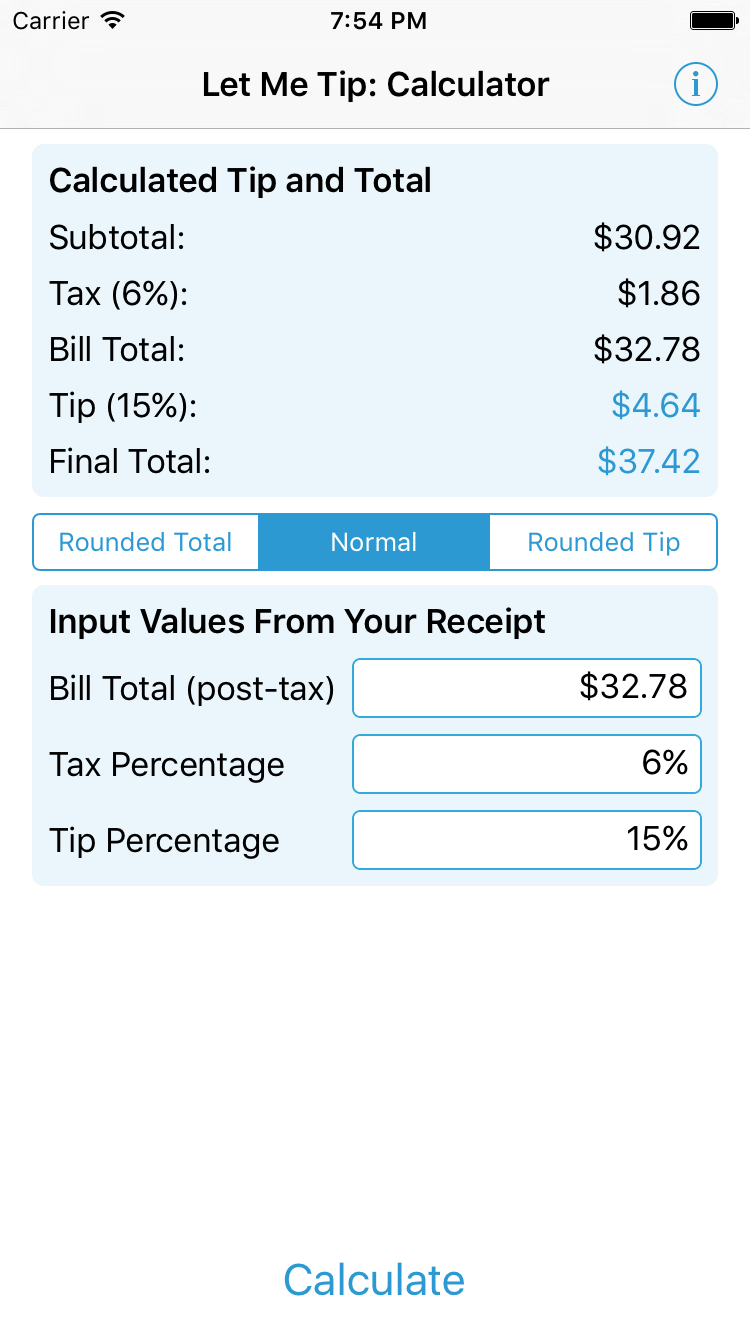 Carrier 7:54 PM
Let Me Tip: Calculator i
Calculated Tip and Total
Subtotal: $30.92
Tax (6%): $1.86
Bill Total: $32.78
Tip (15%): $4.64
Final Total: $37.42
Rounded Total Normal Rounded Tip
Input Values From Your Receipt
Bill Total (post-tax) $32.78
Tax Percentage 6%
Tip Percentage 15%
Calculate